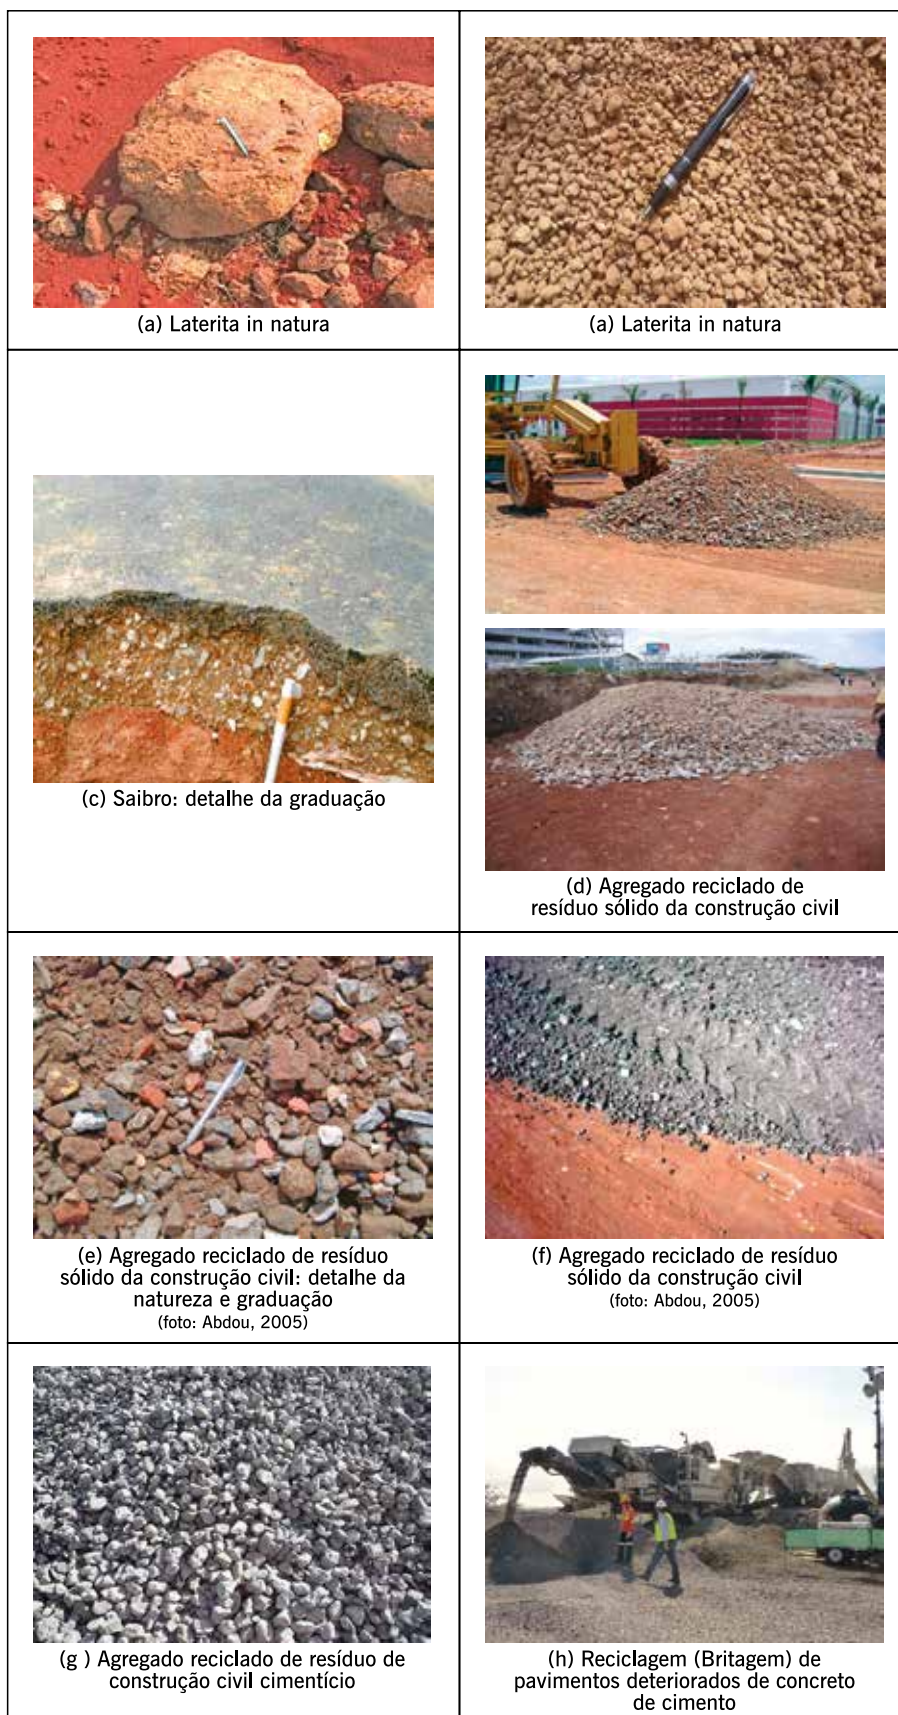 (a) Laterita in natura
(a) Laterita in natura
(c) Saibro: detalhe da graduação
(d) Agregado reciclado de
resíduo sólido da construção civil
(e) Agregado reciclado de resíduo
sólido da construção civil: detalhe da
natureza e graduação
(foto: Abdou, 2005)
(f) Agregado reciclado de resíduo
sólido da construção civil
(foto: Abdou, 2005)
(g ) Agregado reciclado de resíduo de
construção civil cimentício
(h) Reciclagem (Britagem) de
pavimentos deteriorados de concreto
de cimento